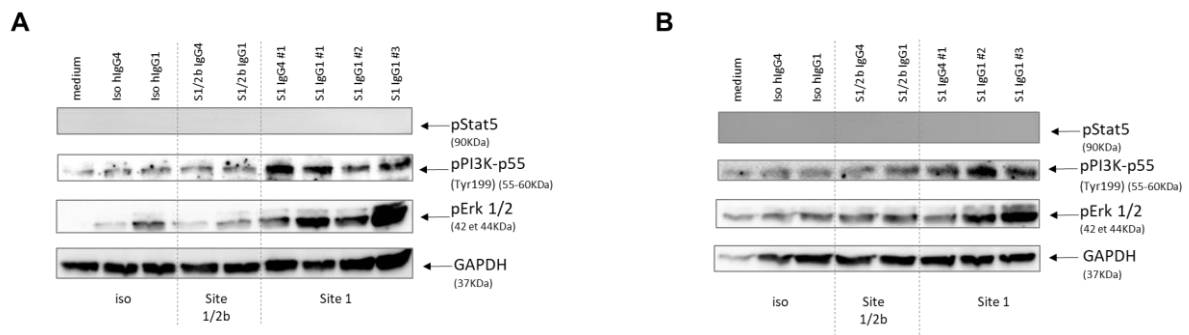 A
medium
Iso hIgG4
Iso hIgG1
S1/2b IgG4
S1/2b IgG1
S1 IgG4 #1
S1 IgG1 #1
S1 IgG1 #2
S1 IgG1 #3
pStat5
(90KDa)
pPI3K-p55
(Tyr199) (55-60KDa)
pErk 1/2
(42 et 44KDa)
GAPDH
(37KDa)
iso
Site
1/2b
Site 1
B
medium
Iso hIgG4
Iso hIgG1
S1/2b IgG4
S1/2b IgG1
S1 IgG4 #1
S1 IgG1 #2
S1 IgG1 #3
pStat5
(90KDa)
pPI3K-p55
(Tyr199) (55-60KDa)
pErk 1/2
(42 et 44KDa)
GAPDH
(37KDa)
iso
Site
1/2b
Site 1